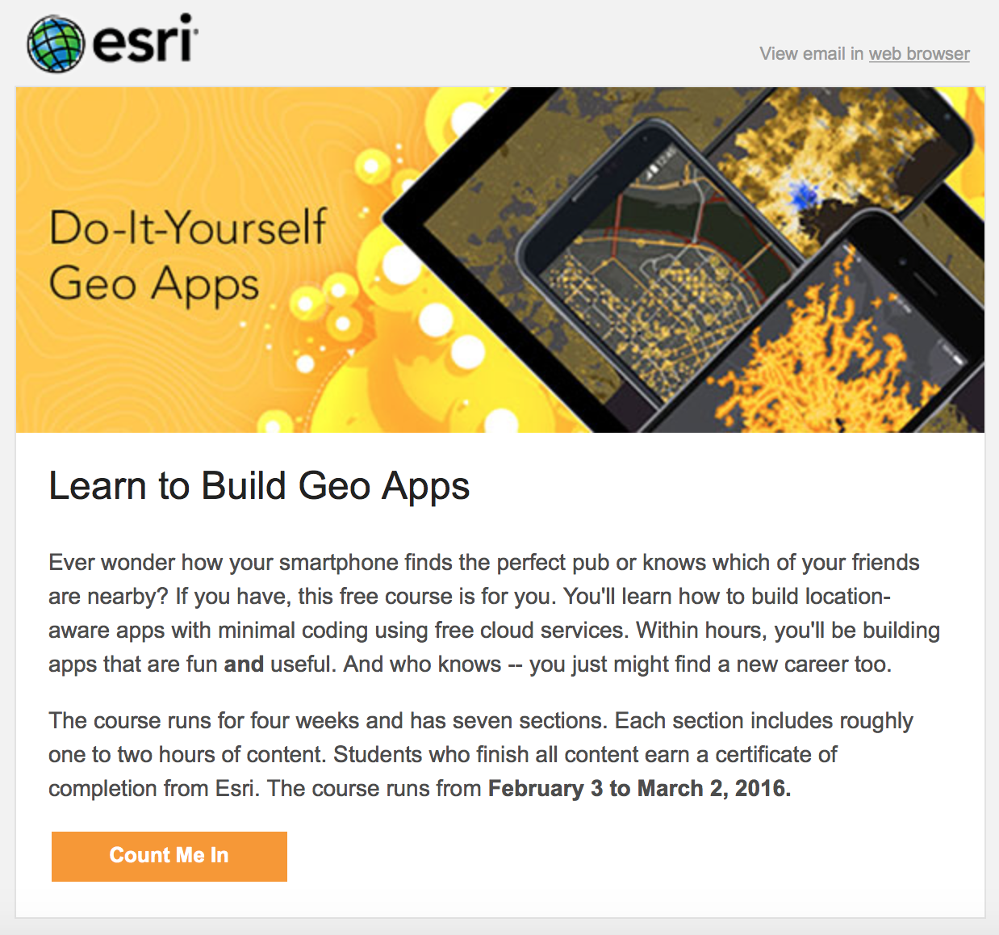 esri
View email in web browser
Do-It-Yourself
Geo Apps
Learn to Build Geo Apps
Ever wonder how your smartphone finds the perfect pub or knows which of your friends
are nearby? If you have, this free course is for you. You'll learn how to build location-
aware apps with minimal coding using free cloud services. Within hours, you'll be building
apps that are fun and useful. And who knows -- you just might find a new career too.
The course runs for four weeks and has seven sections. Each section includes roughly
one to two hours of content. Students who finish all content earn a certificate of
completion from Esri. The course runs from February 3 to March 2, 2016.
Count Me In